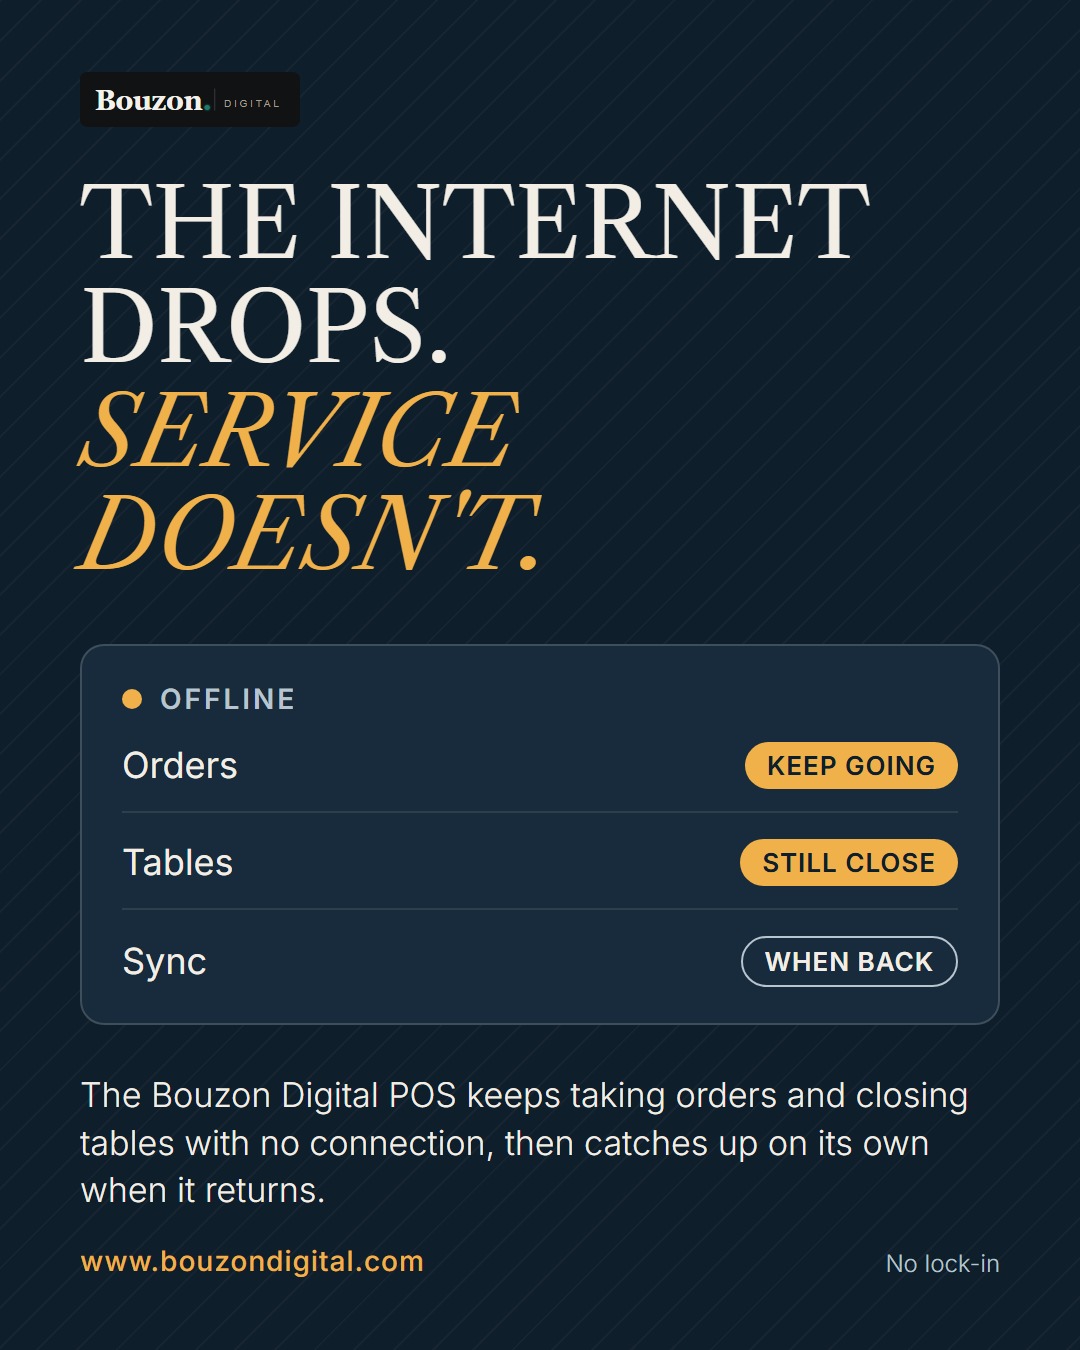 Bouzon. DIGITAL
THE INTERNET
DROPS.
SERVICE
DOESN'T.
OFFLINE
Orders KEEP GOING
Tables STILL CLOSE
Sync WHEN BACK
The Bouzon Digital POS keeps taking orders and closing
tables with no connection, then catches up on its own
when it returns.
www.bouzondigital.com No lock-in